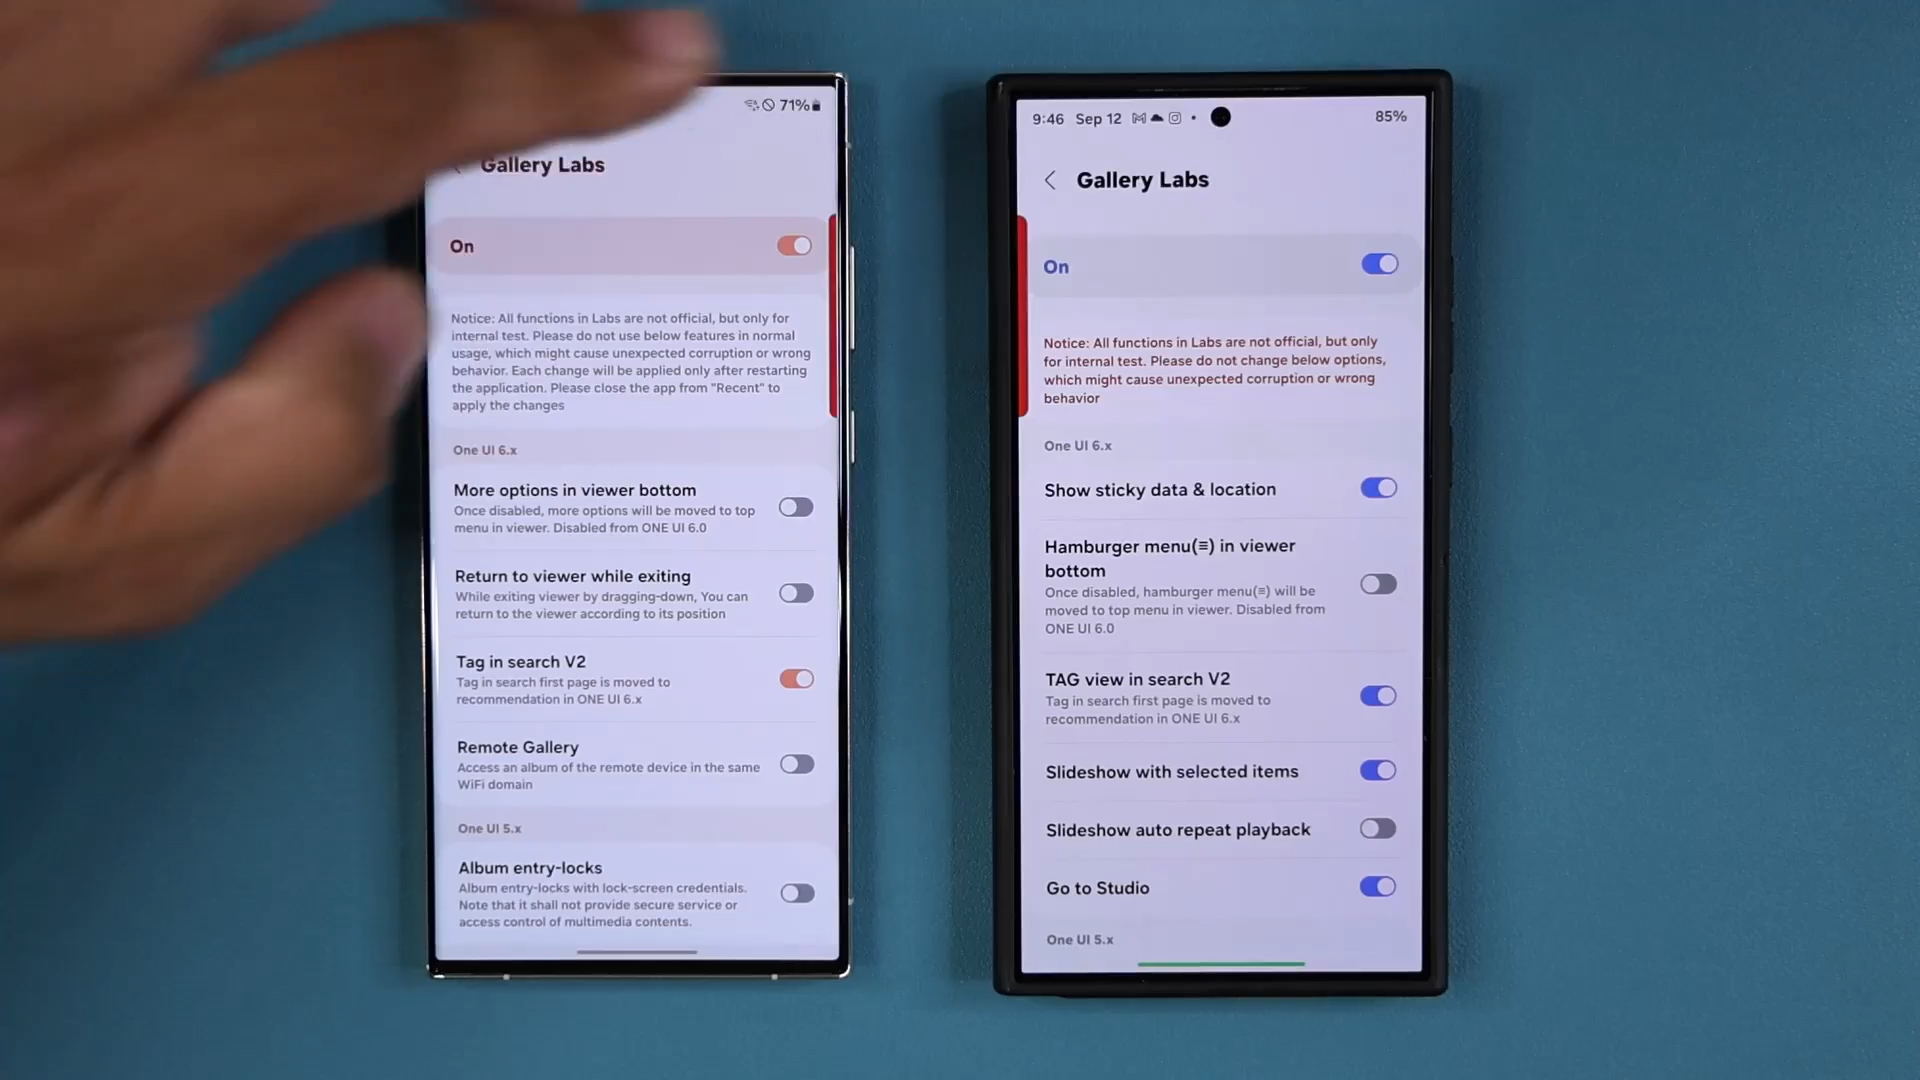 71%
Gallery Labs
On
Notice: All functions in Labs are not official, but only for
internal test. Please do not use below features in normal
usage, which might cause unexpected corruption or wrong
behavior. Each change will be applied only after restarting
the application. Please close the app from "Recent" to
apply the changes
One UI 6.x
More options in viewer bottom
Once disabled, more options will be moved to top
menu in viewer. Disabled from ONE UI 6.0
Return to viewer while exiting
While exiting viewer by dragging-down, You can
return to the viewer according to its position
Tag in search V2
Tag in search first page is moved to
recommendation in ONE UI 6.x
Remote Gallery
Access an album of the remote device in the same
WiFi domain
One UI 5.x
Album entry-locks
Album entry-locks with lock-screen credentials.
Note that it shall not provide secure service or
access control of multimedia contents.
9:46 Sep 12 85%
Gallery Labs
On
Notice: All functions in Labs are not official, but only
for internal test. Please do not change below options,
which might cause unexpected corruption or wrong
behavior
One UI 6.x
Show sticky data & location
Hamburger menu(≡) in viewer
bottom
Once disabled, hamburger menu(≡) will be
moved to top menu in viewer. Disabled from
ONE UI 6.0
TAG view in search V2
Tag in search first page is moved to
recommendation in ONE UI 6.x
Slideshow with selected items
Slideshow auto repeat playback
Go to Studio
One UI 5.x